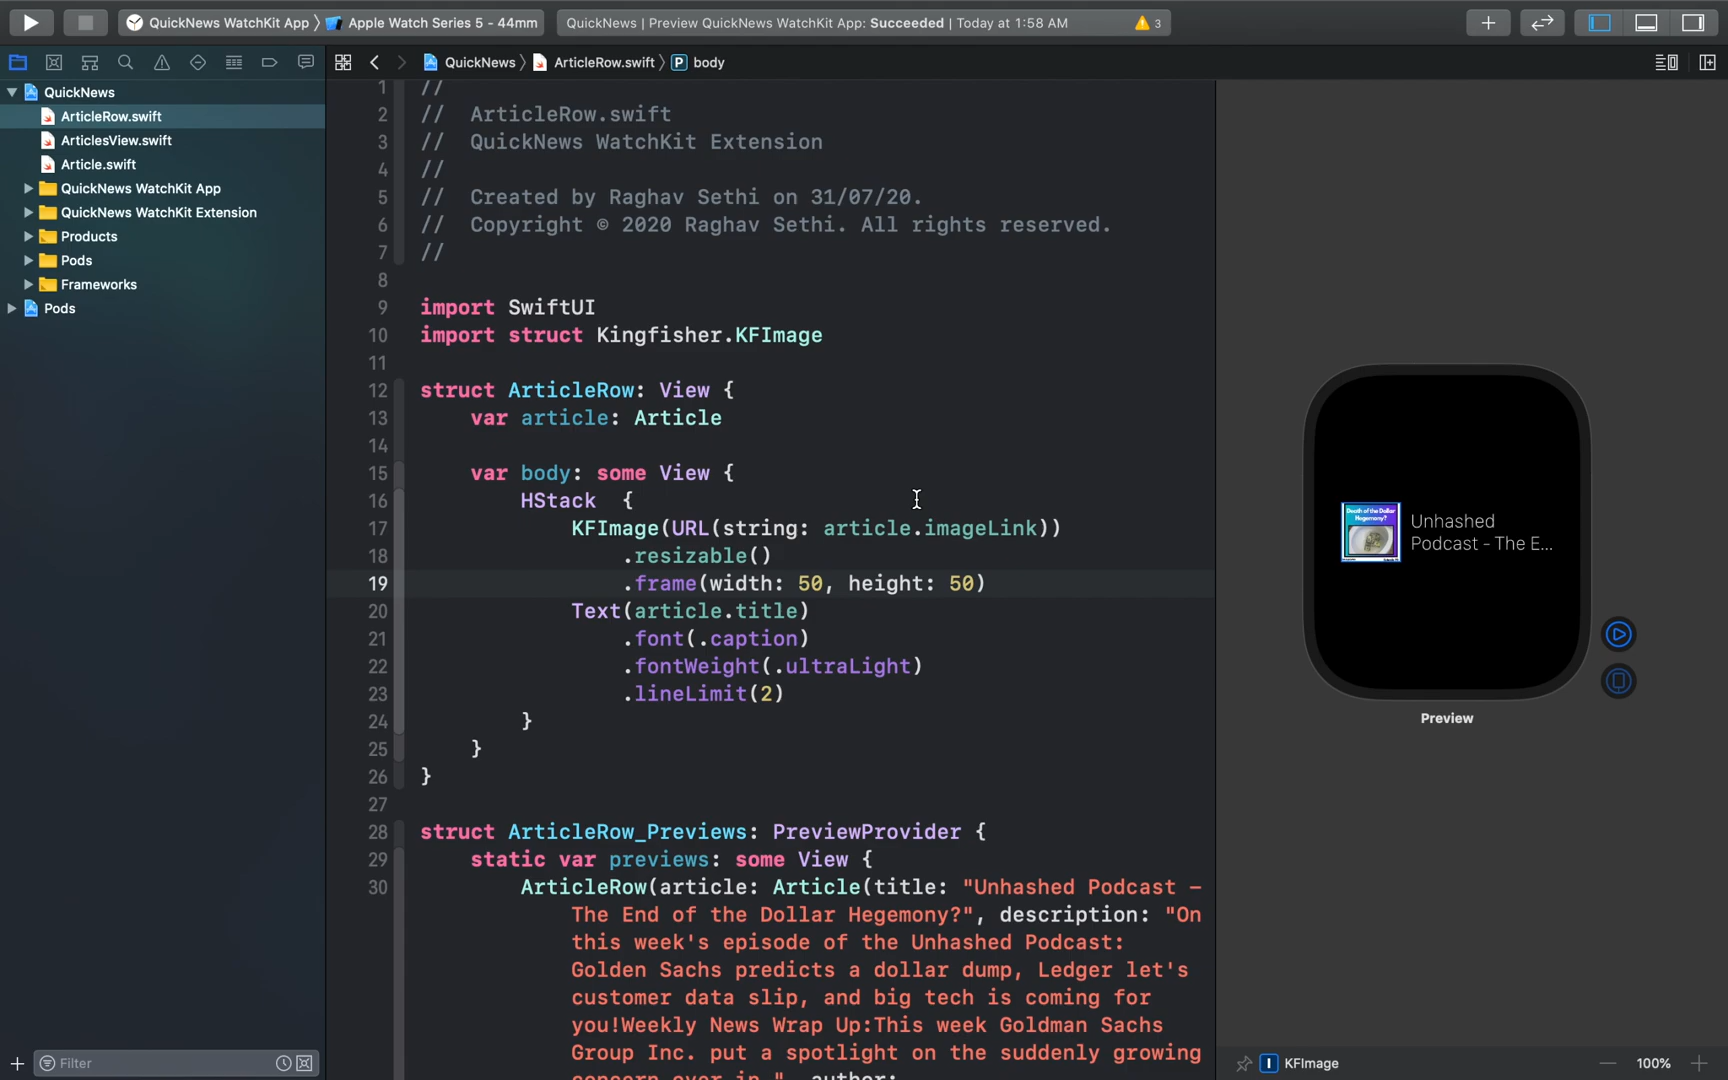 QuickNews WatchKit App 〉 Apple Watch Series 5 - 44mm
QuickNews | Preview QuickNews WatchKit App: Succeeded | Today at 1:58 AM
3
QuickNews 〉 ArticleRow.swift 〉 P body
QuickNews
ArticleRow.swift
ArticlesView.swift
Article.swift
QuickNews WatchKit App
QuickNews WatchKit Extension
Products
Pods
Frameworks
Pods
Filter
1 //
2 // ArticleRow.swift
3 // QuickNews WatchKit Extension
4 //
5 // Created by Raghav Sethi on 31/07/20.
6 // Copyright © 2020 Raghav Sethi. All rights reserved.
7 //
8
9 import SwiftUI
10 import struct Kingfisher.KFImage
11
12 struct ArticleRow: View {
13 var article: Article
14
15 var body: some View {
16 HStack  {
17 KFImage(URL(string: article.imageLink))
18 .resizable()
19 .frame(width: 50, height: 50)
20 Text(article.title)
21 .font(.caption)
22 .fontWeight(.ultraLight)
23 .lineLimit(2)
24 }
25 }
26 }
27
28 struct ArticleRow_Previews: PreviewProvider {
29 static var previews: some View {
30 ArticleRow(article: Article(title: "Unhashed Podcast –
The End of the Dollar Hegemony?", description: "On
this week's episode of the Unhashed Podcast:
Golden Sachs predicts a dollar dump, Ledger let's
customer data slip, and big tech is coming for
you!Weekly News Wrap Up:This week Goldman Sachs
Group Inc. put a spotlight on the suddenly growing
concern over in…", author:
Death of the Dollar
Hegemony?
Unhashed
Podcast - The E...
Preview
I KFImage
100%